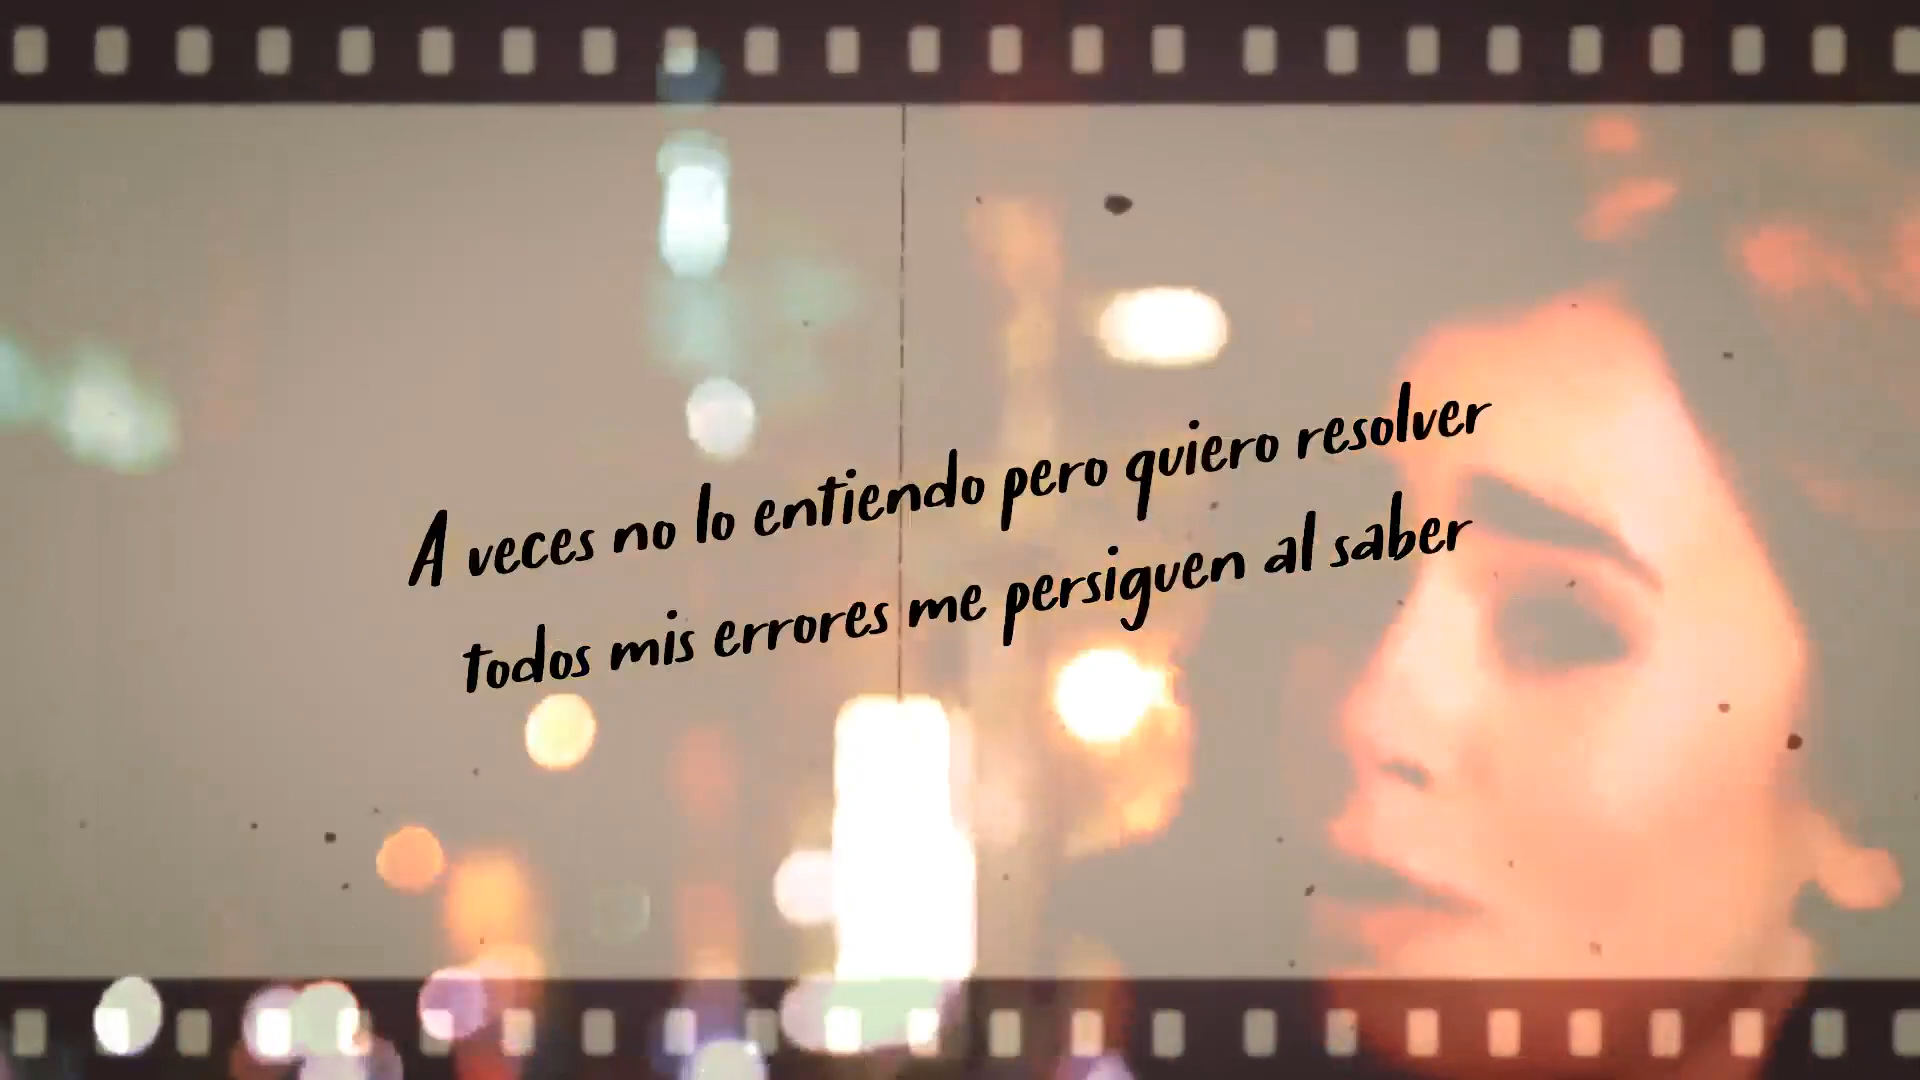 A veces no lo entiendo pero quiero resolver
todos mis errores me persiguen al saber